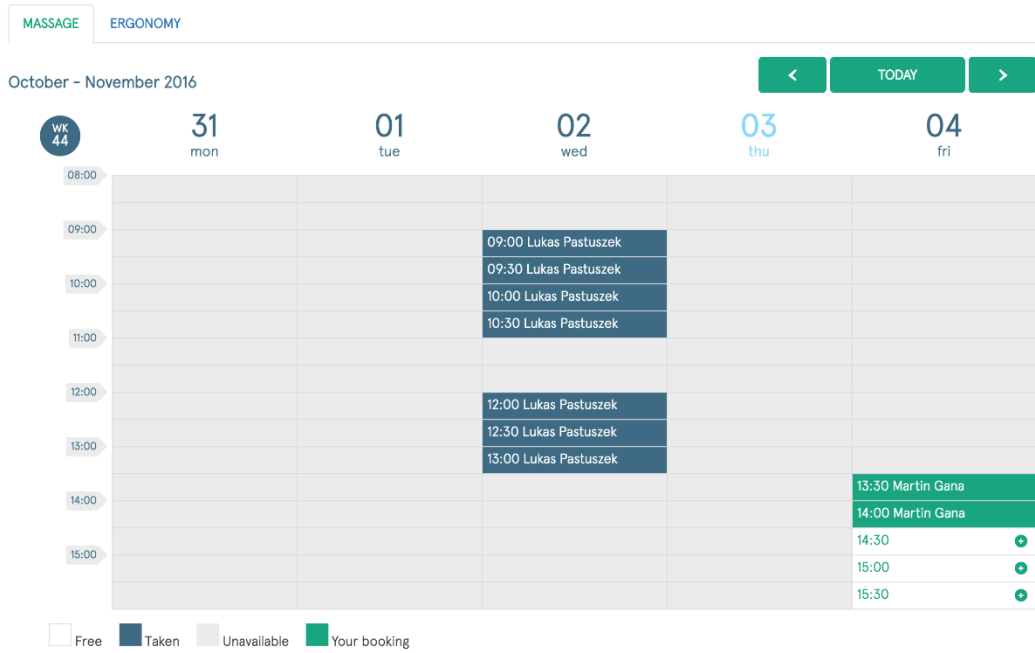 MASSAGE ERGONOMY
October - November 2016
TODAY
WK 44
31 01 02 03 04
mon tue wed thu fri
08:00
09:00
09:00 Lukas Pastuszek
09:30 Lukas Pastuszek
10:00
10:00 Lukas Pastuszek
10:30 Lukas Pastuszek
11:00
12:00
12:00 Lukas Pastuszek
12:30 Lukas Pastuszek
13:00
13:00 Lukas Pastuszek
13:30 Martin Gana
14:00
14:00 Martin Gana
14:30
15:00
15:00
15:30
Free Taken Unavailable Your booking